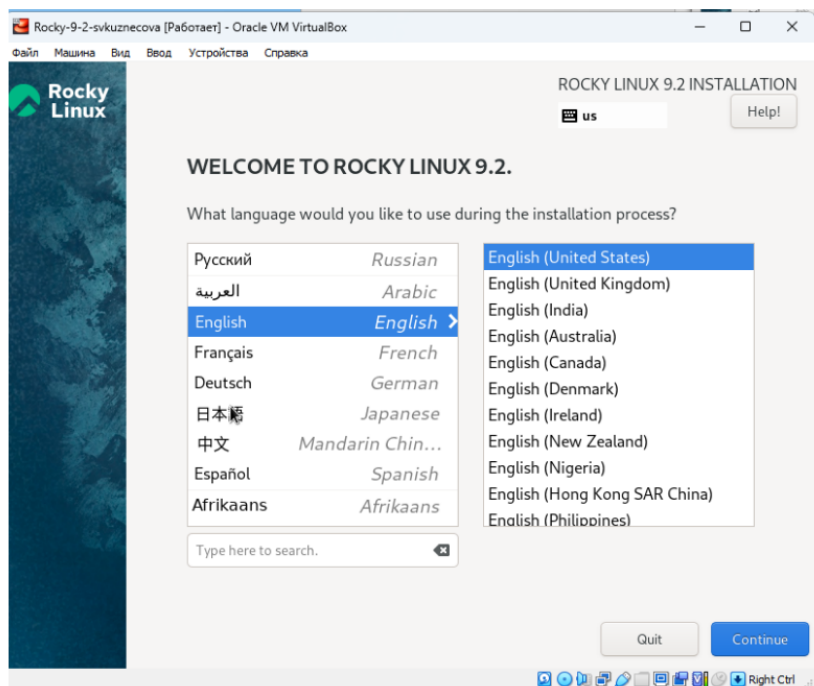 Rocky-9-2-svkuznecova [Работает] - Oracle VM VirtualBox
Файл Машина Вид Ввод Устройства Справка
Rocky
Linux
ROCKY LINUX 9.2 INSTALLATION
us
Help!
WELCOME TO ROCKY LINUX 9.2.
What language would you like to use during the installation process?
Русский Russian
العربية Arabic
English English
Français French
Deutsch German
日本語 Japanese
中文 Mandarin Chin...
Español Spanish
Afrikaans Afrikaans
English (United States)
English (United Kingdom)
English (India)
English (Australia)
English (Canada)
English (Denmark)
English (Ireland)
English (New Zealand)
English (Nigeria)
English (Hong Kong SAR China)
English (Philippines)
Type here to search.
Quit
Continue
Right Ctrl